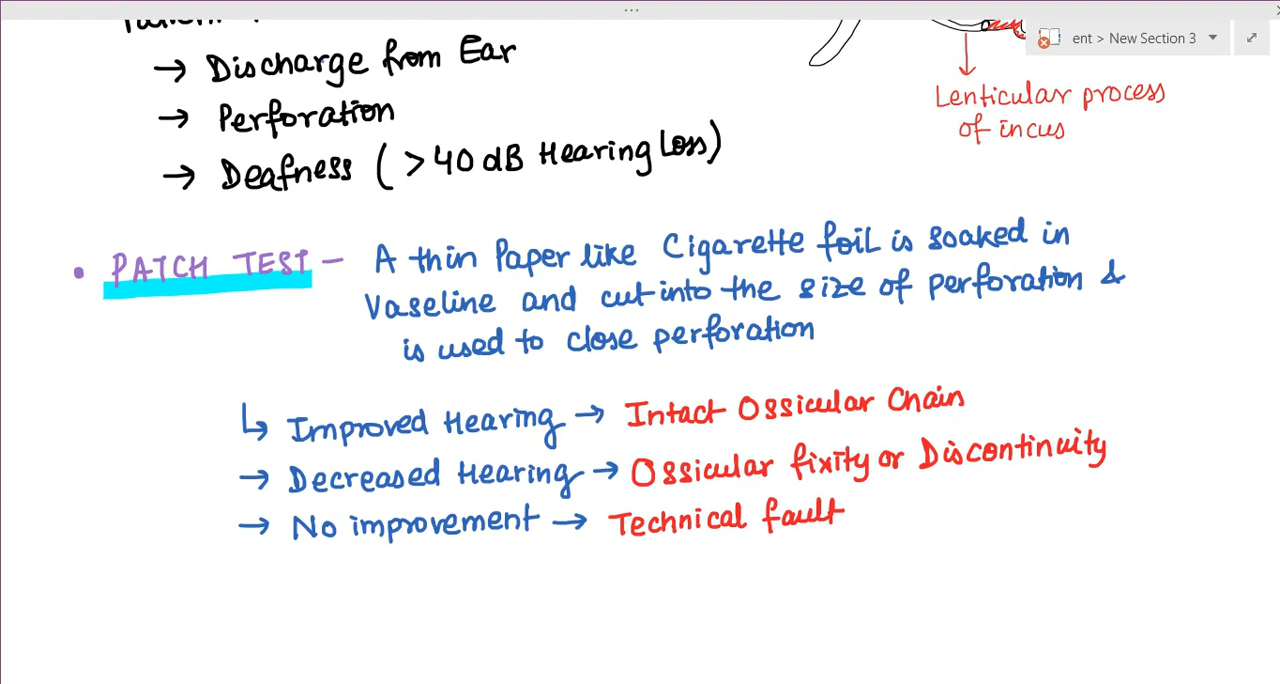 ent > New Section 3
→ Discharge from Ear
→ Perforation
→ Deafness ( > 40 dB Hearing Loss)
Lenticular process
of incus
• PATCH TEST - A thin Paper like Cigarette foil is soaked in
Vaseline and cut into the size of perforation &
is used to close perforation
↳ Improved Hearing → Intact Ossicular Chain
→ Decreased Hearing → Ossicular fixity or Discontinuity
→ No improvement → Technical fault